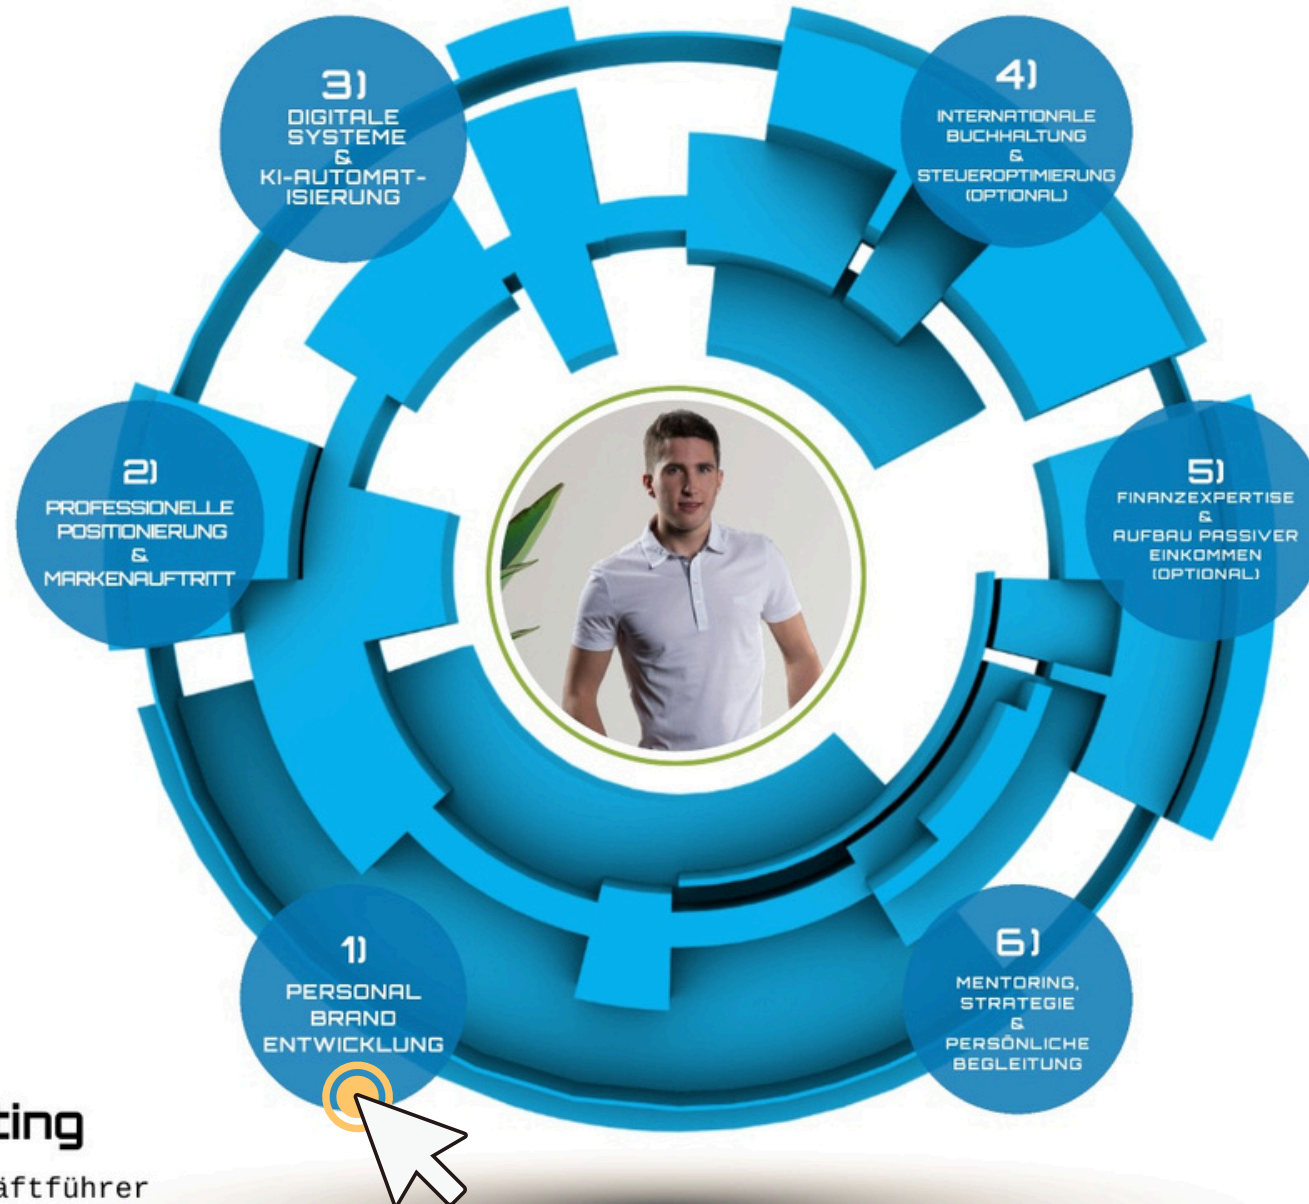 3)
DIGITALE
SYSTEME
&
KI-AUTOMAT-
ISIERUNG
4)
INTERNATIONALE
BUCHHALTUNG
&
STEUEROPTIMIERUNG
(OPTIONAL)
2)
PROFESSIONELLE
POSITIONIERUNG
&
MARKENAUFTRITT
5)
FINANZEXPERTISE
&
AUFBAU PASSIVER
EINKOMMEN
(OPTIONAL)
1)
PERSONAL
BRAND
ENTWICKLUNG
6)
MENTORING,
STRATEGIE
&
PERSÖNLICHE
BEGLEITUNG
ting
äftführer